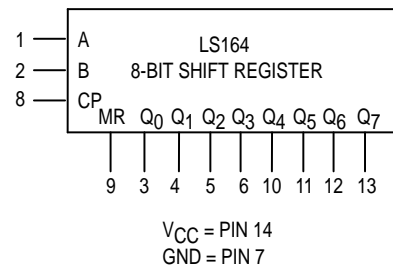 1 A LS164
2 B 8-BIT SHIFT REGISTER
8 CP
MR Q0 Q1 Q2 Q3 Q4 Q5 Q6 Q7
9 3 4 5 6 10 11 12 13
VCC = PIN 14
GND = PIN 7